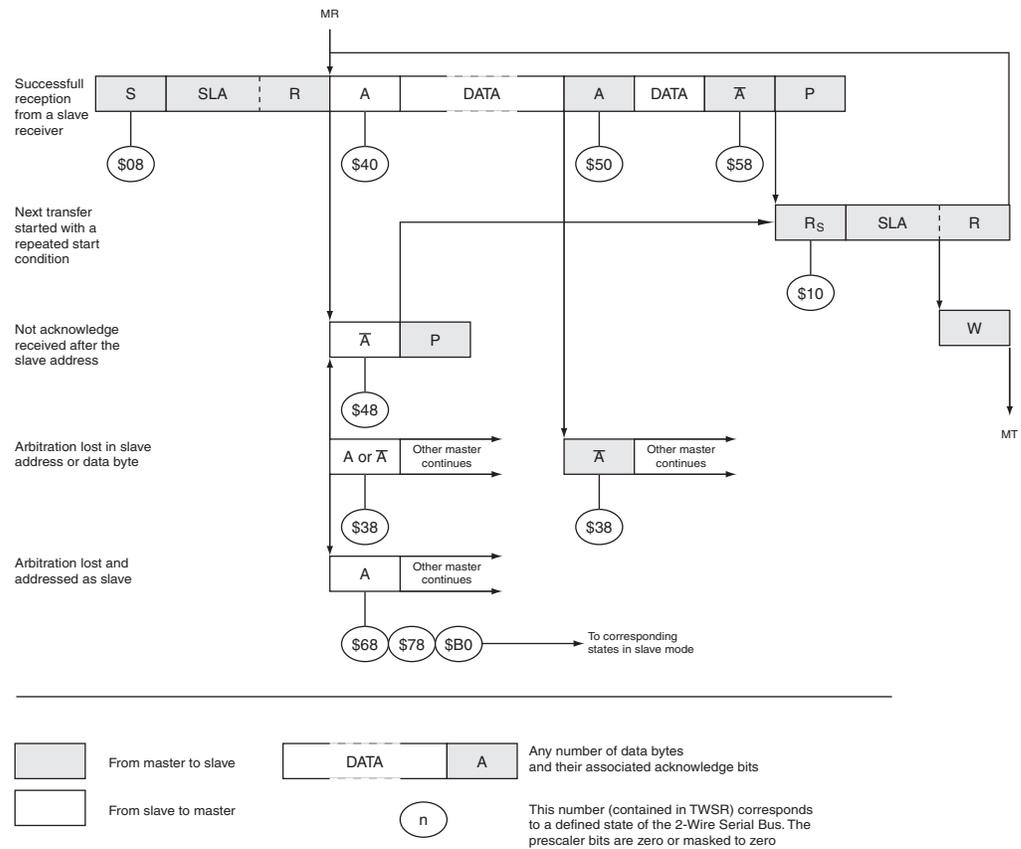 MR
Successfull
reception
from a slave
receiver
S SLA R A DATA A DATA A̅ P
$08 $40 $50 $58
Next transfer
started with a
repeated start
condition
RS SLA R
$10
Not acknowledge
received after the
slave address
A̅ P
W
$48
MT
Arbitration lost in slave
address or data byte
A or A̅
Other master
continues
A̅
Other master
continues
$38 $38
Arbitration lost and
addressed as slave
A
Other master
continues
$68 $78 $B0
To corresponding
states in slave mode
From master to slave
DATA A
Any number of data bytes
and their associated acknowledge bits
From slave to master
n
This number (contained in TWSR) corresponds
to a defined state of the 2-Wire Serial Bus. The
prescaler bits are zero or masked to zero